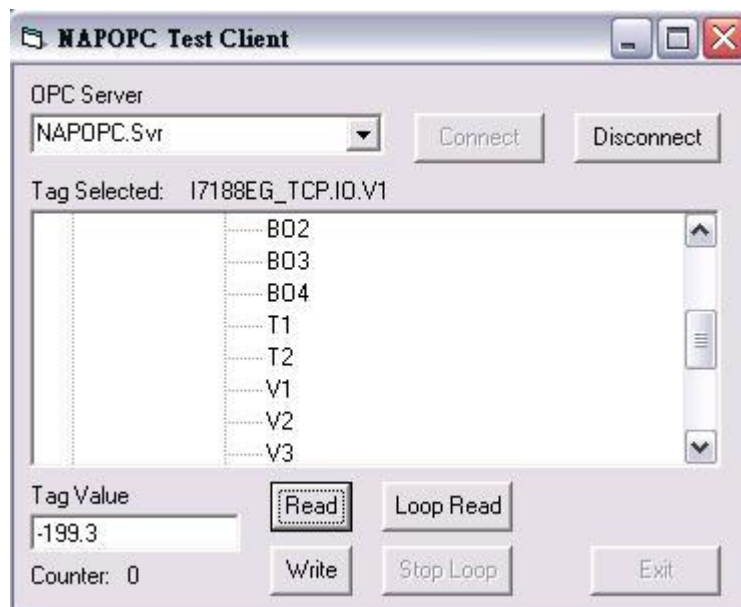 NAPOPC Test Client
OPC Server
NAPOPC.Svr
Connect
Disconnect
Tag Selected: I7188EG_TCP.IO.V1
BO2
BO3
BO4
T1
T2
V1
V2
V3
Tag Value
Read
Loop Read
-199.3
Counter: 0
Write
Stop Loop
Exit